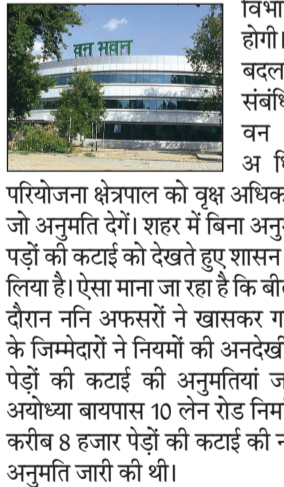 वन भवन
विभा
होगी।
बदल
संबंधि
वन
अ धि
परियोजना क्षेत्रपाल को वृक्ष अधिक
जो अनुमति देगें। शहर में बिना अनु
पड़ों की कटाई को देखते हुए शासन
लिया है। ऐसा माना जा रहा है कि बी
दौरान ननि अफसरों ने खासकर ग
के जिम्मेदारों ने नियमों की अनदेखी
पेड़ों की कटाई की अनुमतियां ज
अयोध्या बायपास 10 लेन रोड निर्मा
करीब 8 हजार पेड़ों की कटाई की न
अनुमति जारी की थी।